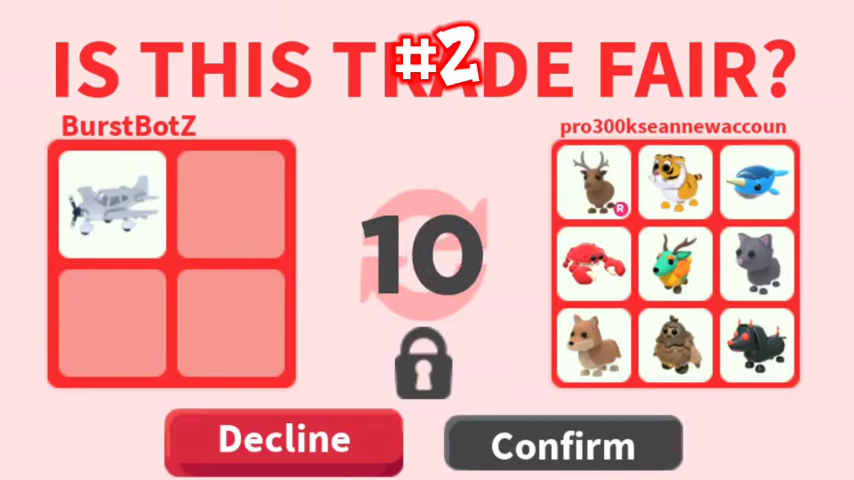 IS THIS TRADE FAIR?
#2
BurstBotZ
pro300kseannewaccoun
R
10
Decline
Confirm